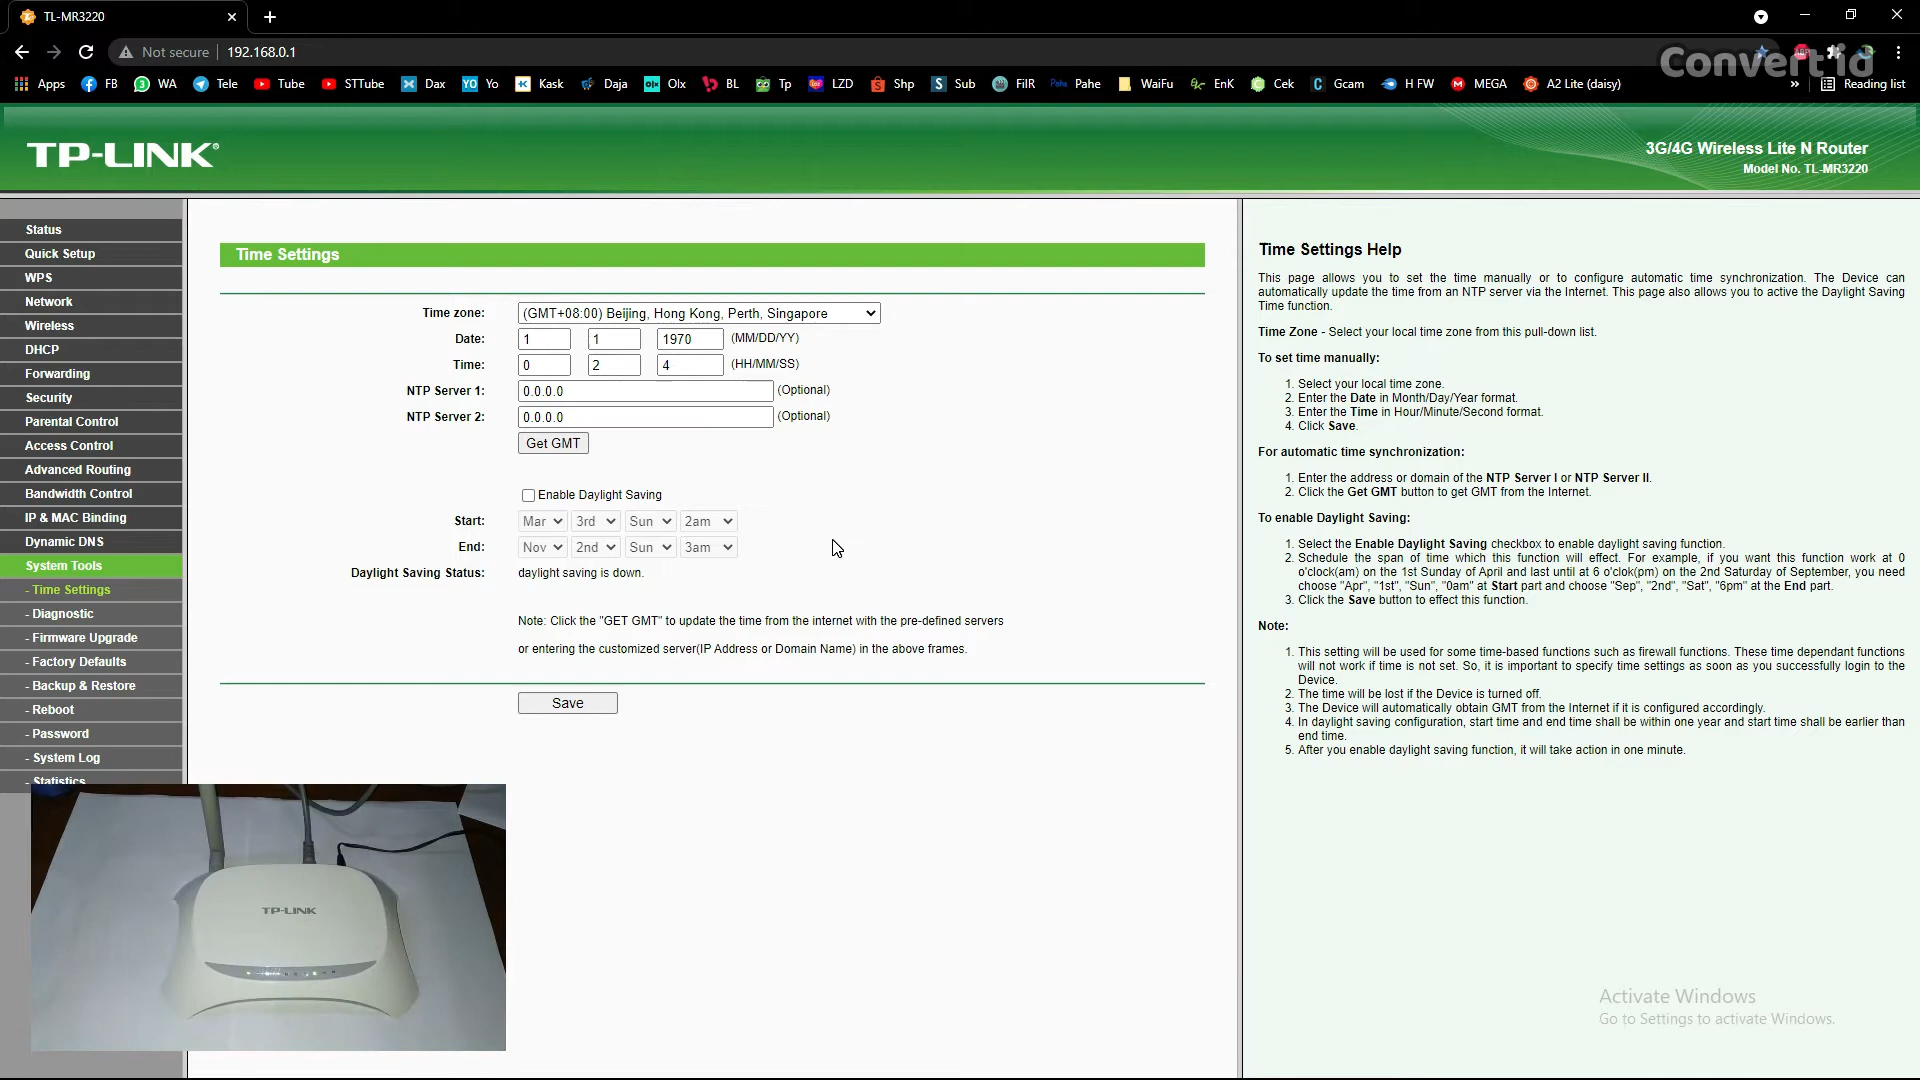 TL-MR3220
Not secure
192.168.0.1
Convert id
Apps FB WA Tele Tube STTube Dax Yo Kask Daja Olx BL Tp LZD Shp Sub FilR Pahe WaiFu EnK Cek Gcam H FW MEGA A2 Lite (daisy) » Reading list
TP-LINK®
3G/4G Wireless Lite N Router
Model No. TL-MR3220
Status
Quick Setup
WPS
Network
Wireless
DHCP
Forwarding
Security
Parental Control
Access Control
Advanced Routing
Bandwidth Control
IP & MAC Binding
Dynamic DNS
System Tools
- Time Settings
- Diagnostic
- Firmware Upgrade
- Factory Defaults
- Backup & Restore
- Reboot
- Password
- System Log
- Statistics
Time Settings
Time zone: (GMT+08:00) Beijing, Hong Kong, Perth, Singapore
Date: 1 1 1970 (MM/DD/YY)
Time: 0 2 4 (HH/MM/SS)
NTP Server 1: 0.0.0.0 (Optional)
NTP Server 2: 0.0.0.0 (Optional)
Get GMT
Enable Daylight Saving
Start: Mar 3rd Sun 2am
End: Nov 2nd Sun 3am
Daylight Saving Status: daylight saving is down.
Note: Click the "GET GMT" to update the time from the internet with the pre-defined servers
or entering the customized server(IP Address or Domain Name) in the above frames.
Save
Time Settings Help
This page allows you to set the time manually or to configure automatic time synchronization. The Device can
automatically update the time from an NTP server via the Internet. This page also allows you to active the Daylight Saving
Time function.
Time Zone - Select your local time zone from this pull-down list.
To set time manually:
1. Select your local time zone.
2. Enter the Date in Month/Day/Year format.
3. Enter the Time in Hour/Minute/Second format.
4. Click Save.
For automatic time synchronization:
1. Enter the address or domain of the NTP Server I or NTP Server II.
2. Click the Get GMT button to get GMT from the Internet.
To enable Daylight Saving:
1. Select the Enable Daylight Saving checkbox to enable daylight saving function.
2. Schedule the span of time which this function will effect. For example, if you want this function work at 0
o'clock(am) on the 1st Sunday of April and last until at 6 o'clok(pm) on the 2nd Saturday of September, you need
choose "Apr", "1st", "Sun", "0am" at Start part and choose "Sep", "2nd", "Sat", "6pm" at the End part.
3. Click the Save button to effect this function.
Note:
1. This setting will be used for some time-based functions such as firewall functions. These time dependant functions
will not work if time is not set. So, it is important to specify time settings as soon as you successfully login to the
Device.
2. The time will be lost if the Device is turned off.
3. The Device will automatically obtain GMT from the Internet if it is configured accordingly.
4. In daylight saving configuration, start time and end time shall be within one year and start time shall be earlier than
end time.
5. After you enable daylight saving function, it will take action in one minute.
TP-LINK
Activate Windows
Go to Settings to activate Windows.